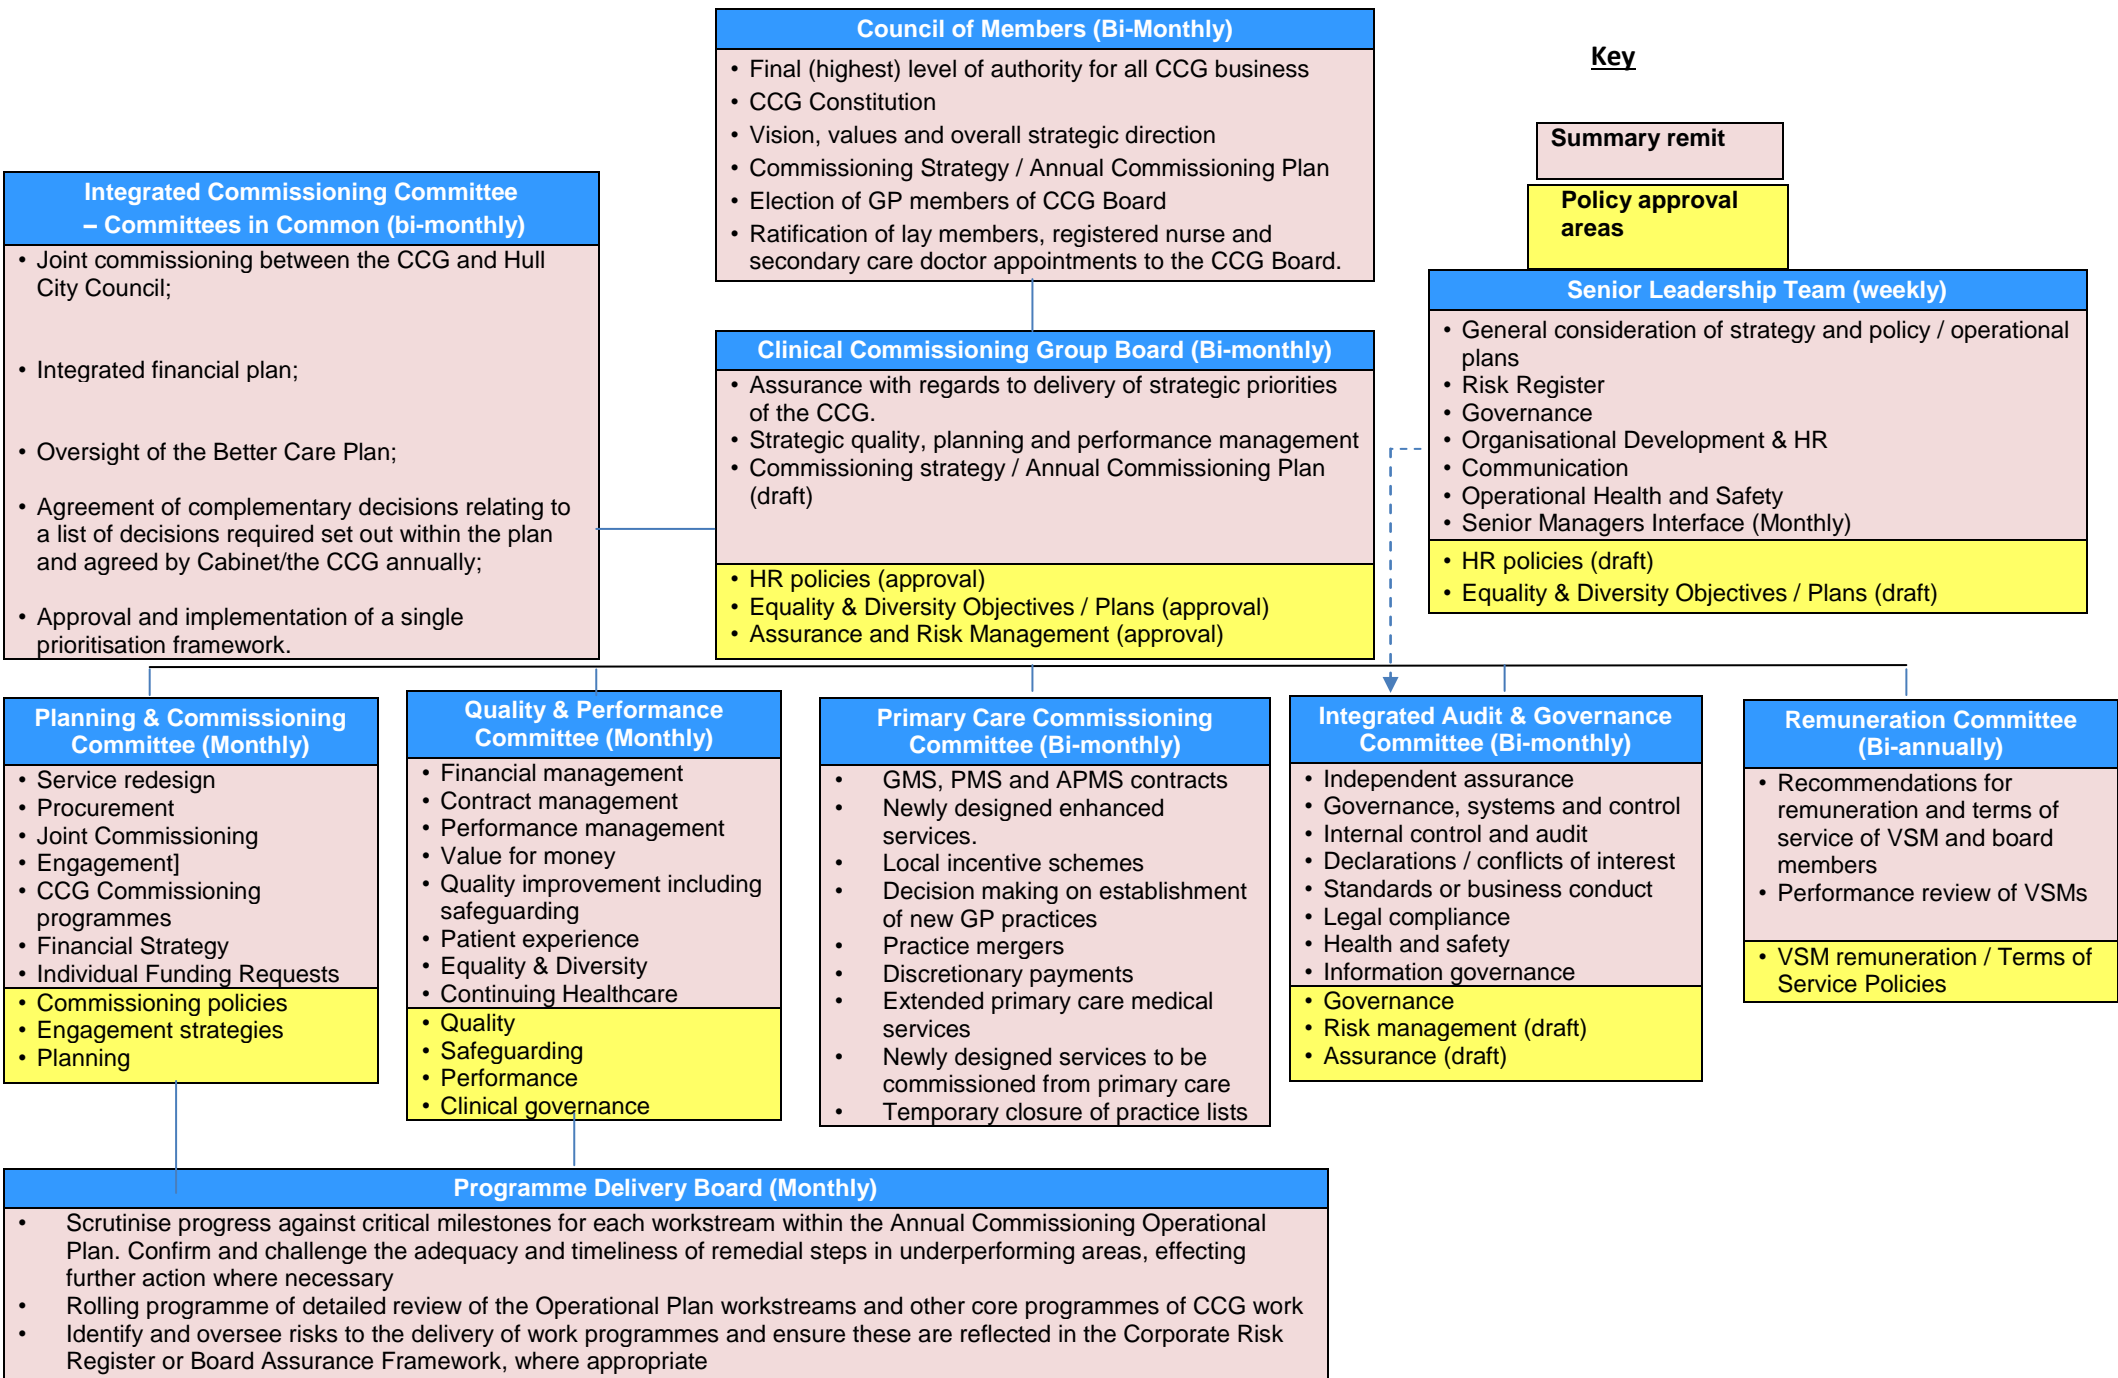 Council of Members (Bi-Monthly)
• Final (highest) level of authority for all CCG business
• CCG Constitution
• Vision, values and overall strategic direction
• Commissioning Strategy / Annual Commissioning Plan
• Election of GP members of CCG Board
• Ratification of lay members, registered nurse and
secondary care doctor appointments to the CCG Board.
Key
Summary remit
Policy approval
areas
Integrated Commissioning Committee
– Committees in Common (bi-monthly)
• Joint commissioning between the CCG and Hull
City Council;
• Integrated financial plan;
• Oversight of the Better Care Plan;
• Agreement of complementary decisions relating to
a list of decisions required set out within the plan
and agreed by Cabinet/the CCG annually;
• Approval and implementation of a single
prioritisation framework.
Clinical Commissioning Group Board (Bi-monthly)
• Assurance with regards to delivery of strategic priorities
of the CCG.
• Strategic quality, planning and performance management
• Commissioning strategy / Annual Commissioning Plan
(draft)
• HR policies (approval)
• Equality & Diversity Objectives / Plans (approval)
• Assurance and Risk Management (approval)
Senior Leadership Team (weekly)
• General consideration of strategy and policy / operational
plans
• Risk Register
• Governance
• Organisational Development & HR
• Communication
• Operational Health and Safety
• Senior Managers Interface (Monthly)
• HR policies (draft)
• Equality & Diversity Objectives / Plans (draft)
Planning & Commissioning
Committee (Monthly)
• Service redesign
• Procurement
• Joint Commissioning
• Engagement]
• CCG Commissioning
programmes
• Financial Strategy
• Individual Funding Requests
• Commissioning policies
• Engagement strategies
• Planning
Quality & Performance
Committee (Monthly)
• Financial management
• Contract management
• Performance management
• Value for money
• Quality improvement including
safeguarding
• Patient experience
• Equality & Diversity
• Continuing Healthcare
• Quality
• Safeguarding
• Performance
• Clinical governance
Primary Care Commissioning
Committee (Bi-monthly)
• GMS, PMS and APMS contracts
• Newly designed enhanced
services.
• Local incentive schemes
• Decision making on establishment
of new GP practices
• Practice mergers
• Discretionary payments
• Extended primary care medical
services
• Newly designed services to be
commissioned from primary care
• Temporary closure of practice lists
Integrated Audit & Governance
Committee (Bi-monthly)
• Independent assurance
• Governance, systems and control
• Internal control and audit
• Declarations / conflicts of interest
• Standards or business conduct
• Legal compliance
• Health and safety
• Information governance
• Governance
• Risk management (draft)
• Assurance (draft)
Remuneration Committee
(Bi-annually)
• Recommendations for
remuneration and terms of
service of VSM and board
members
• Performance review of VSMs
• VSM remuneration / Terms of
Service Policies
Programme Delivery Board (Monthly)
• Scrutinise progress against critical milestones for each workstream within the Annual Commissioning Operational
Plan. Confirm and challenge the adequacy and timeliness of remedial steps in underperforming areas, effecting
further action where necessary
• Rolling programme of detailed review of the Operational Plan workstreams and other core programmes of CCG work
• Identify and oversee risks to the delivery of work programmes and ensure these are reflected in the Corporate Risk
Register or Board Assurance Framework, where appropriate